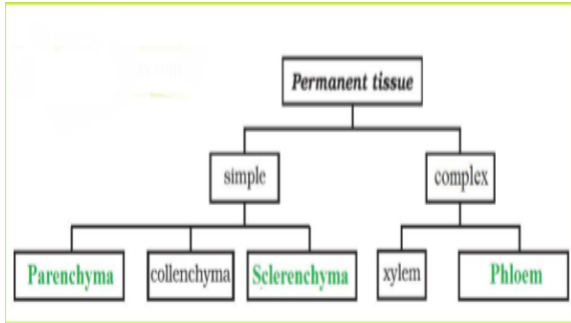 Permanent tissue
simple
complex
Parenchyma
collenchyma
Sclerenchyma
xylem
Phloem